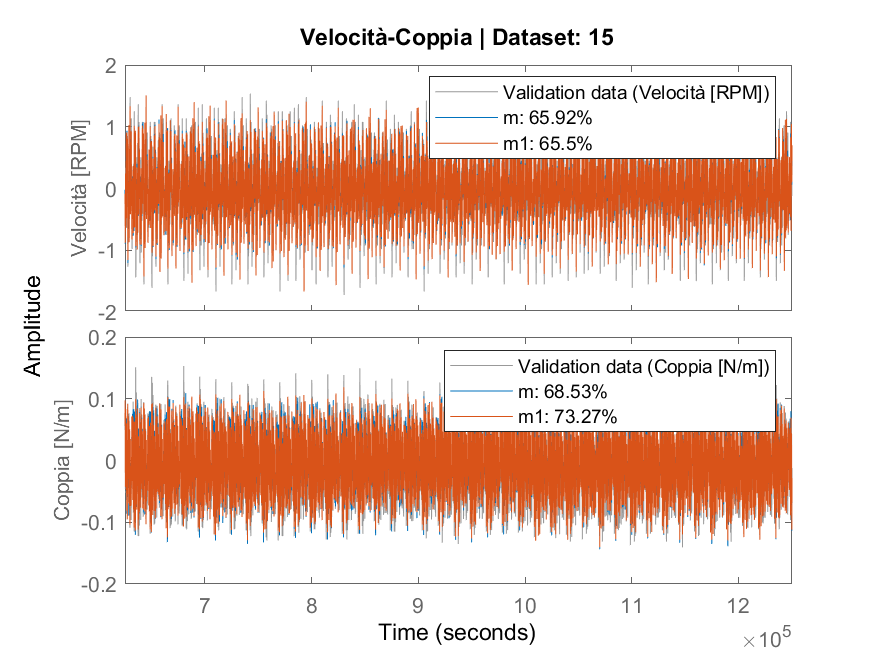 Velocità-Coppia | Dataset: 15
2
1
0
-1
-2
Velocità [RPM]
Validation data (Velocità [RPM])
m: 65.92%
m1: 65.5%
Amplitude
0.2
0.1
0
-0.1
-0.2
Coppia [N/m]
Validation data (Coppia [N/m])
m: 68.53%
m1: 73.27%
7 8 9 10 11 12
Time (seconds)
×10⁵